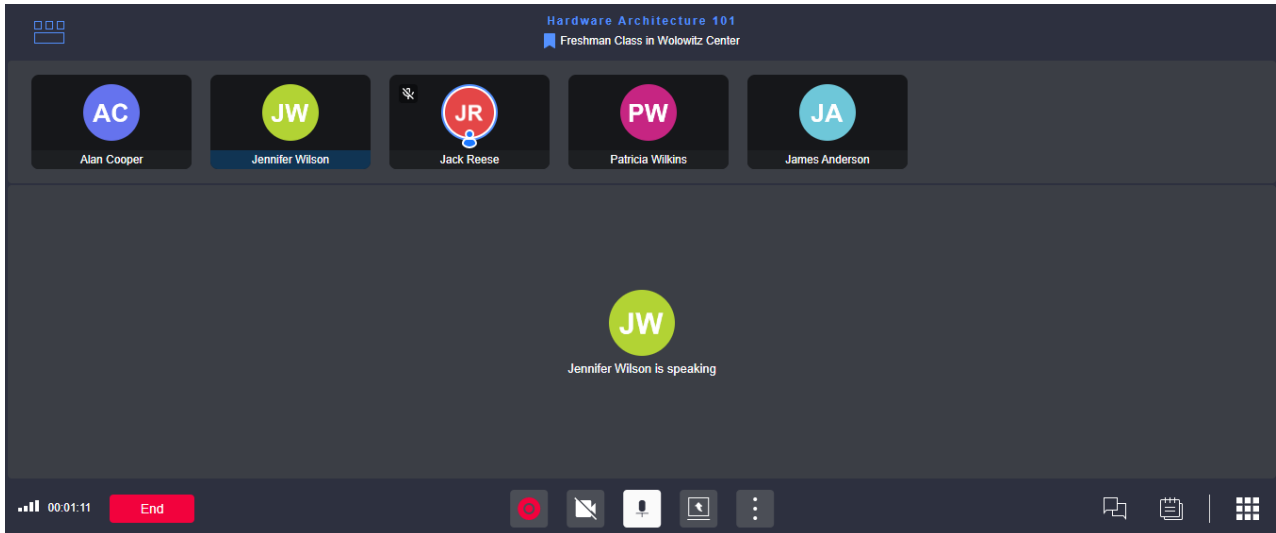 Hardware Architecture 101
Freshman Class in Wolowitz Center
AC
JW
JR
PW
JA
Alan Cooper
Jennifer Wilson
Jack Reese
Patricia Wilkins
James Anderson
JW
Jennifer Wilson is speaking
00:01:11
End